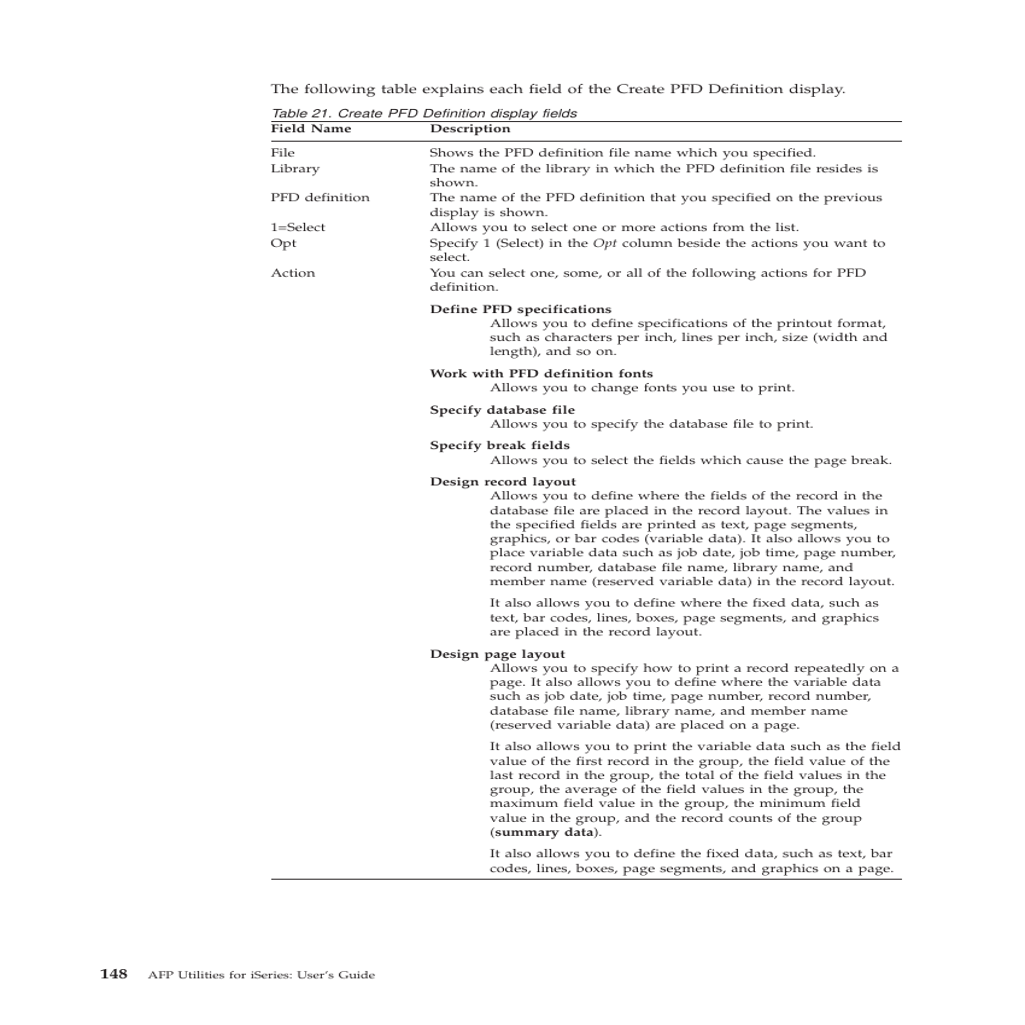 The following table explains each field of the Create PFD Definition display.
Table 21. Create PFD Definition display fields
Field Name Description
File Shows the PFD definition file name which you specified.
Library The name of the library in which the PFD definition file resides is
shown.
PFD definition The name of the PFD definition that you specified on the previous
display is shown.
1=Select Allows you to select one or more actions from the list.
Opt Specify 1 (Select) in the Opt column beside the actions you want to
select.
Action You can select one, some, or all of the following actions for PFD
definition.
Define PFD specifications
Allows you to define specifications of the printout format,
such as characters per inch, lines per inch, size (width and
length), and so on.
Work with PFD definition fonts
Allows you to change fonts you use to print.
Specify database file
Allows you to specify the database file to print.
Specify break fields
Allows you to select the fields which cause the page break.
Design record layout
Allows you to define where the fields of the record in the
database file are placed in the record layout. The values in
the specified fields are printed as text, page segments,
graphics, or bar codes (variable data). It also allows you to
place variable data such as job date, job time, page number,
record number, database file name, library name, and
member name (reserved variable data) in the record layout.
It also allows you to define where the fixed data, such as
text, bar codes, lines, boxes, page segments, and graphics
are placed in the record layout.
Design page layout
Allows you to specify how to print a record repeatedly on a
page. It also allows you to define where the variable data
such as job date, job time, page number, record number,
database file name, library name, and member name
(reserved variable data) are placed on a page.
It also allows you to print the variable data such as the field
value of the first record in the group, the field value of the
last record in the group, the total of the field values in the
group, the average of the field values in the group, the
maximum field value in the group, the minimum field
value in the group, and the record counts of the group
(summary data).
It also allows you to define the fixed data, such as text, bar
codes, lines, boxes, page segments, and graphics on a page.
148 AFP Utilities for iSeries: User's Guide